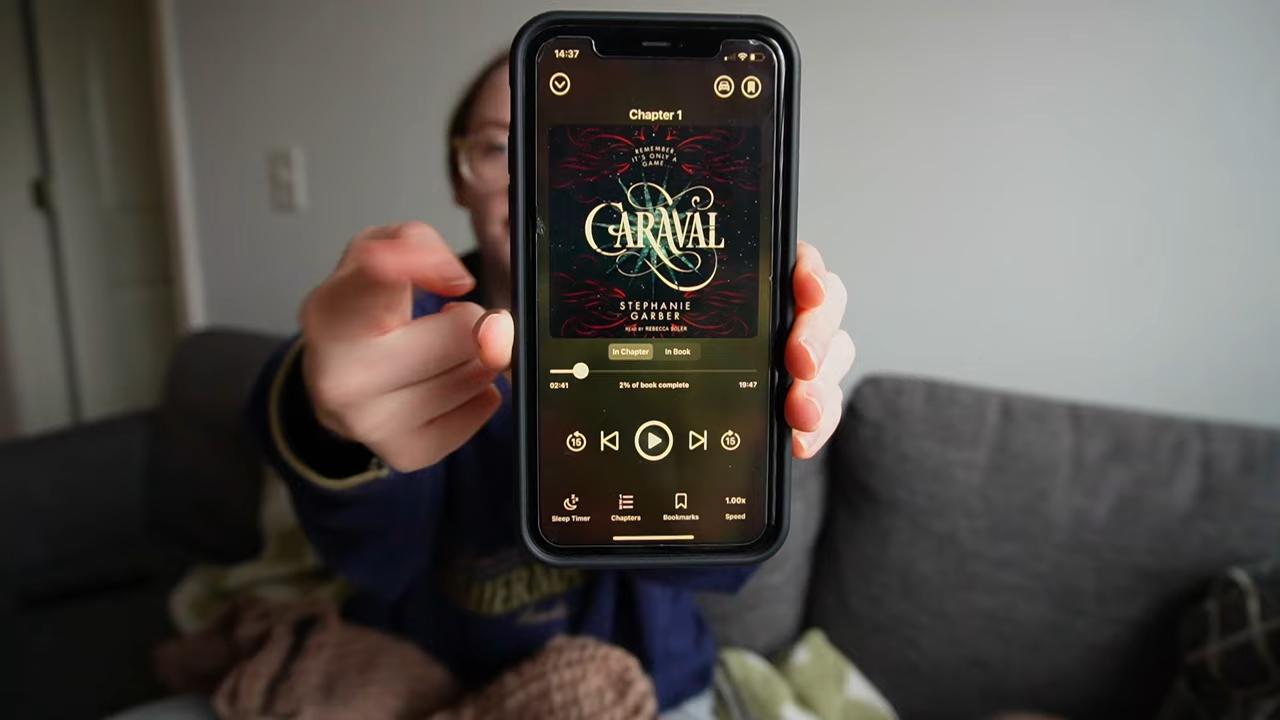 14:37
Chapter 1
REMEMBER,
IT'S ONLY A
GAME
CARAVAL
STEPHANIE
GARBER
READ BY REBECCA SOLER
In Chapter
In Book
02:41
2% of book complete
19:47
15
15
Sleep Timer
Chapters
Bookmarks
1.00x
Speed